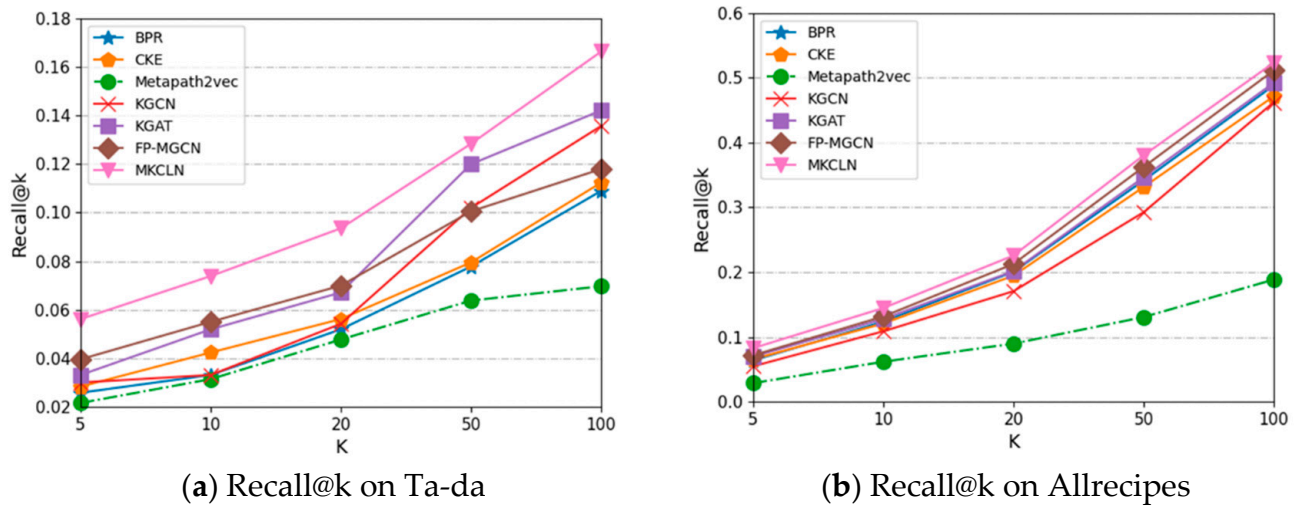 0.18
0.16
0.14
0.12
0.10
0.08
0.06
0.04
0.02
Recall@k
BPR
CKE
Metapath2vec
KGCN
KGAT
FP-MGCN
MKCLN
5 10 20 50 100
K
(a) Recall@k on Ta-da
0.6
0.5
0.4
0.3
0.2
0.1
0.0
Recall@k
BPR
CKE
Metapath2vec
KGCN
KGAT
FP-MGCN
MKCLN
5 10 20 50 100
K
(b) Recall@k on Allrecipes